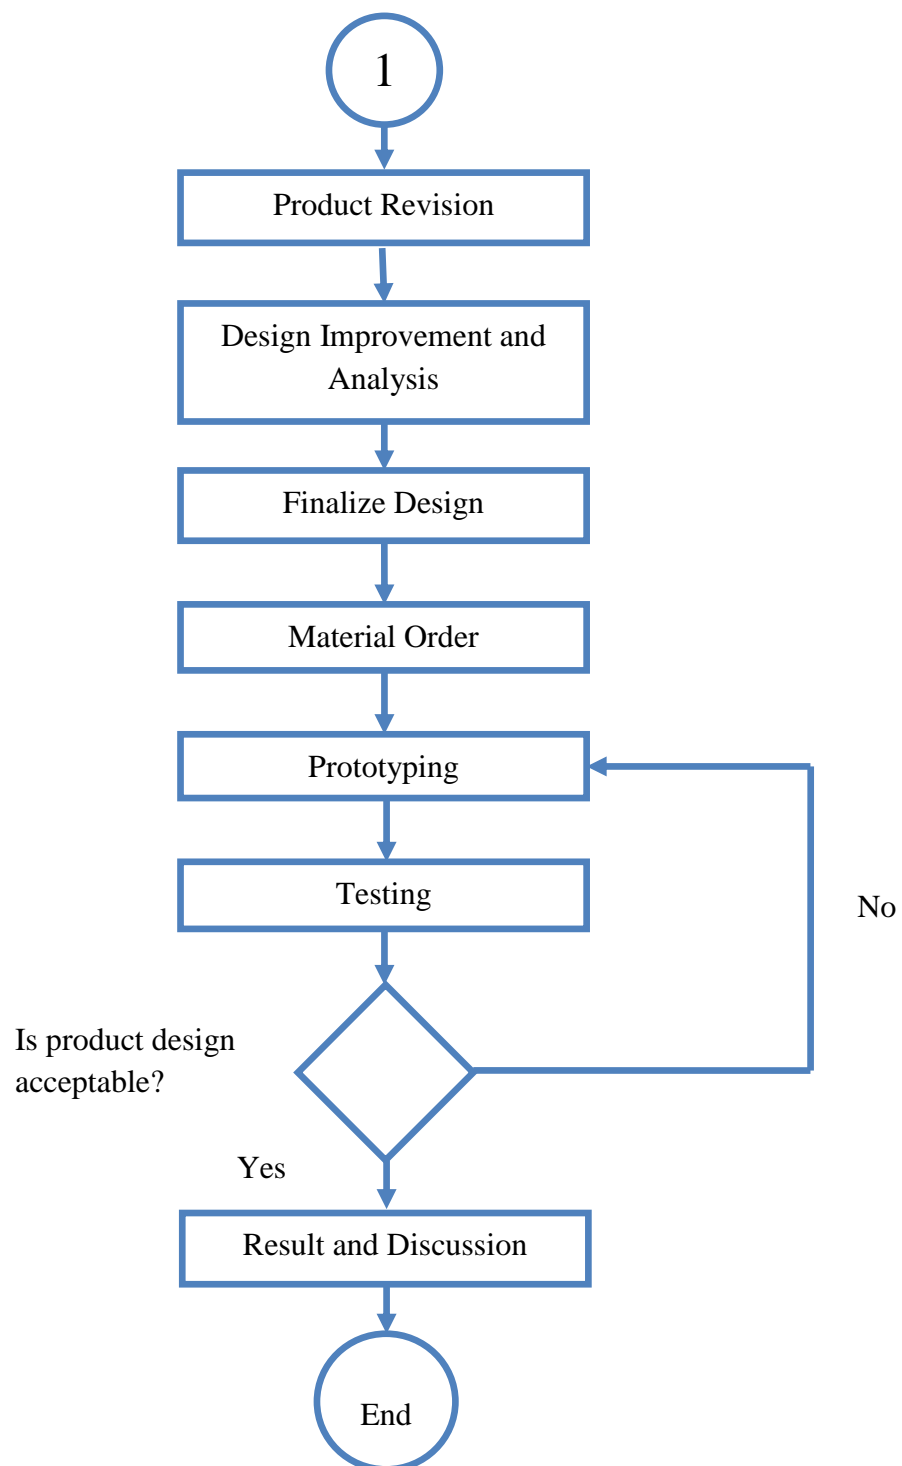 1
Product Revision
Design Improvement and
Analysis
Finalize Design
Material Order
Prototyping
Testing
No
Is product design
acceptable?
Yes
Result and Discussion
End